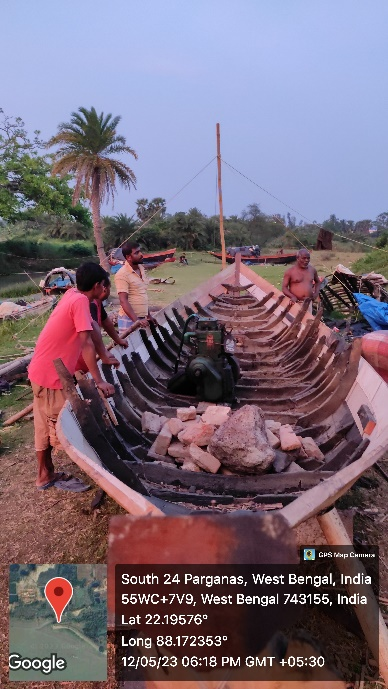 GPS Map Camera
South 24 Parganas, West Bengal, India
55WC+7V9, West Bengal 743155, India
Lat 22.19576°
Long 88.172353°
12/05/23 06:18 PM GMT +05:30
Google